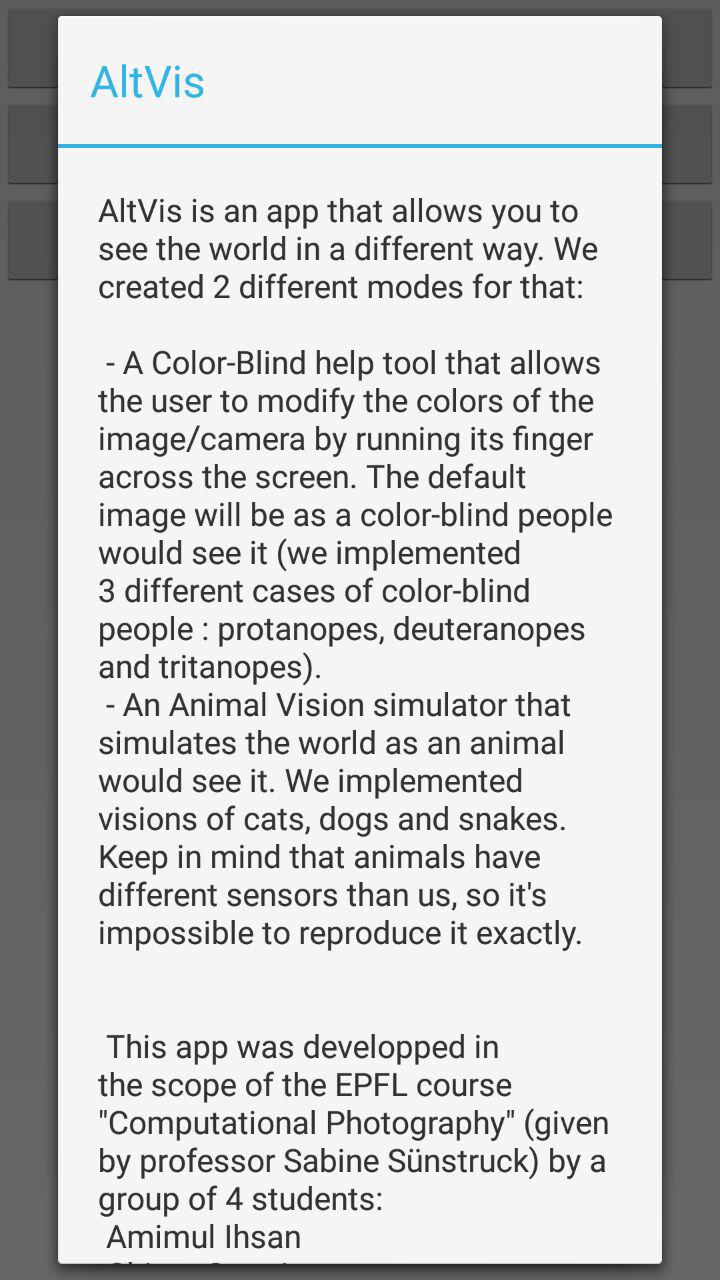 AltVis
AltVis is an app that allows you to
see the world in a different way. We
created 2 different modes for that:
- A Color-Blind help tool that allows
the user to modify the colors of the
image/camera by running its finger
across the screen. The default
image will be as a color-blind people
would see it (we implemented
3 different cases of color-blind
people : protanopes, deuteranopes
and tritanopes).
- An Animal Vision simulator that
simulates the world as an animal
would see it. We implemented
visions of cats, dogs and snakes.
Keep in mind that animals have
different sensors than us, so it's
impossible to reproduce it exactly.
This app was developped in
the scope of the EPFL course
"Computational Photography" (given
by professor Sabine Sünstruck) by a
group of 4 students:
Amimul Ihsan